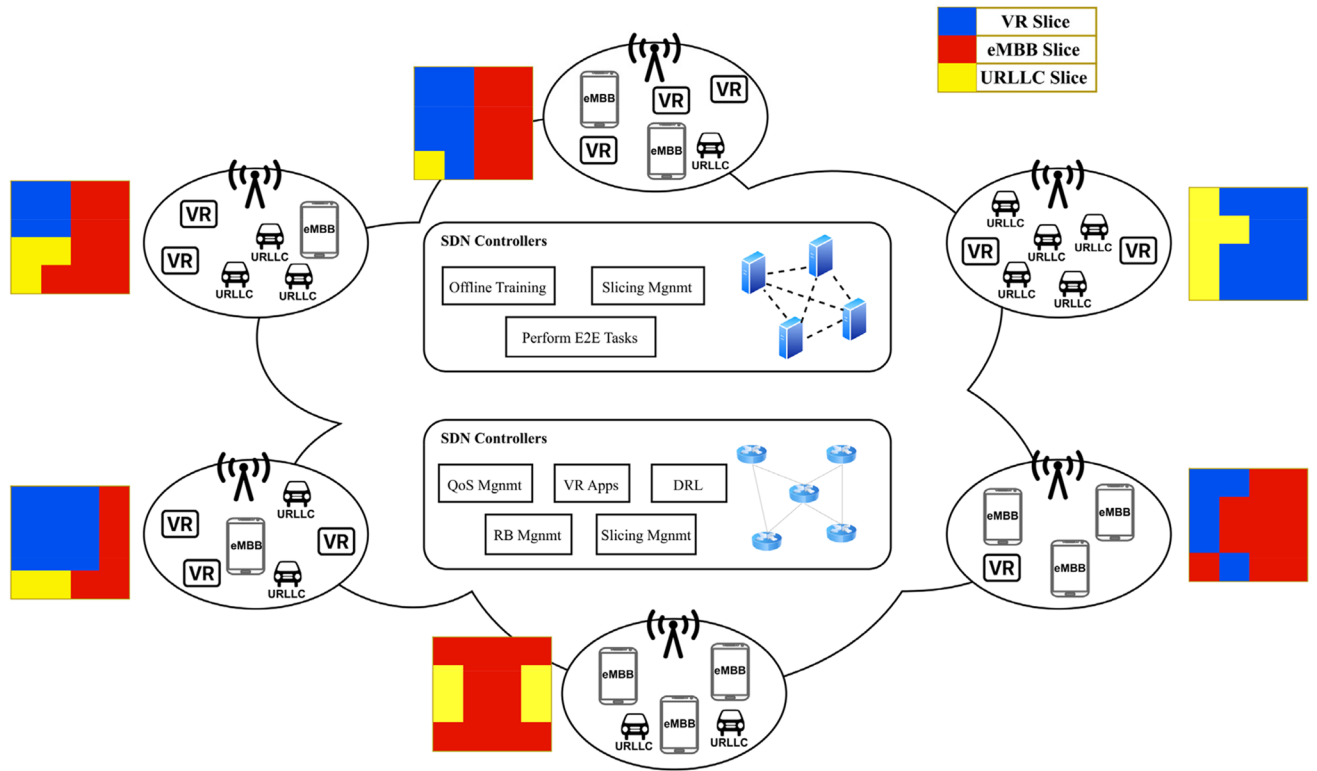 VR Slice
eMBB Slice
URLLC Slice
eMBB
VR
VR
VR
eMBB
URLLC
VR
VR
URLLC
eMBB
URLLC
URLLC
URLLC
URLLC
URLLC
VR
VR
URLLC
URLLC
SDN Controllers
Offline Training
Slicing Mgnmt
Perform E2E Tasks
SDN Controllers
QoS Mgnmt
VR Apps
DRL
RB Mgnmt
Slicing Mgnmt
URLLC
VR
eMBB
VR
VR
URLLC
eMBB
eMBB
VR
eMBB
eMBB
eMBB
eMBB
URLLC
URLLC